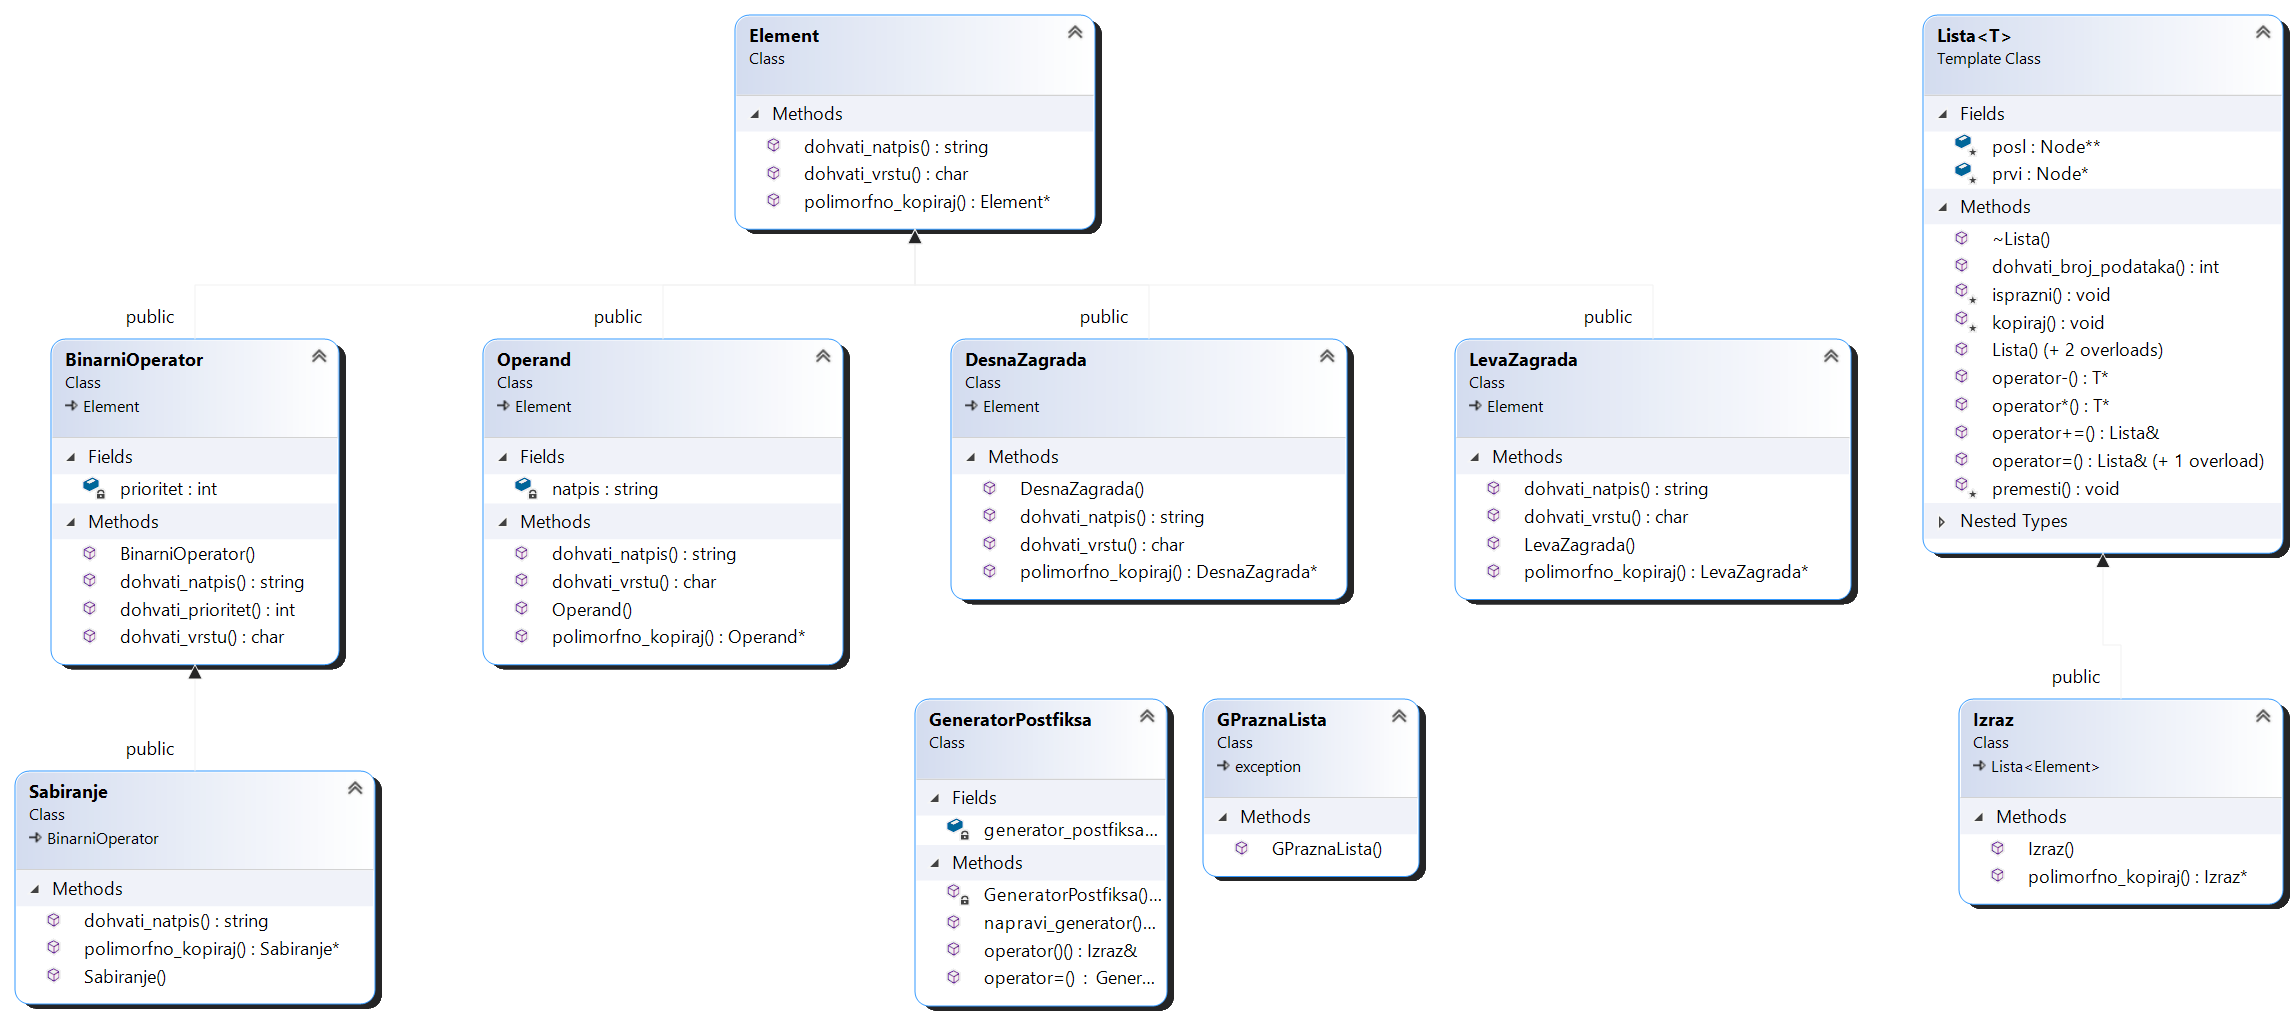 Element
Class
Methods
dohvati_natpis() : string
dohvati_vrstu() : char
polimorfno_kopiraj() : Element*
Lista<T>
Template Class
Fields
posl : Node**
prvi : Node*
Methods
~Lista()
dohvati_broj_podataka() : int
isprazni() : void
kopiraj() : void
Lista() (+ 2 overloads)
operator-() : T*
operator*() : T*
operator+=() : Lista&
operator=() : Lista& (+ 1 overload)
premesti() : void
Nested Types
public
public
public
public
BinarniOperator
Class
Element
Fields
prioritet : int
Methods
BinarniOperator()
dohvati_natpis() : string
dohvati_prioritet() : int
dohvati_vrstu() : char
Operand
Class
Element
Fields
natpis : string
Methods
dohvati_natpis() : string
dohvati_vrstu() : char
Operand()
polimorfno_kopiraj() : Operand*
DesnaZagrada
Class
Element
Methods
DesnaZagrada()
dohvati_natpis() : string
dohvati_vrstu() : char
polimorfno_kopiraj() : DesnaZagrada*
LevaZagrada
Class
Element
Methods
dohvati_natpis() : string
dohvati_vrstu() : char
LevaZagrada()
polimorfno_kopiraj() : LevaZagrada*
public
public
Sabiranje
Class
BinarniOperator
Methods
dohvati_natpis() : string
polimorfno_kopiraj() : Sabiranje*
Sabiranje()
GeneratorPostfiksa
Class
Fields
generator_postfiksa...
Methods
GeneratorPostfiksa()...
napravi_generator()...
operator()() : Izraz&
operator=() : Gener...
GPraznaLista
Class
exception
Methods
GPraznaLista()
Izraz
Class
Lista<Element>
Methods
Izraz()
polimorfno_kopiraj() : Izraz*